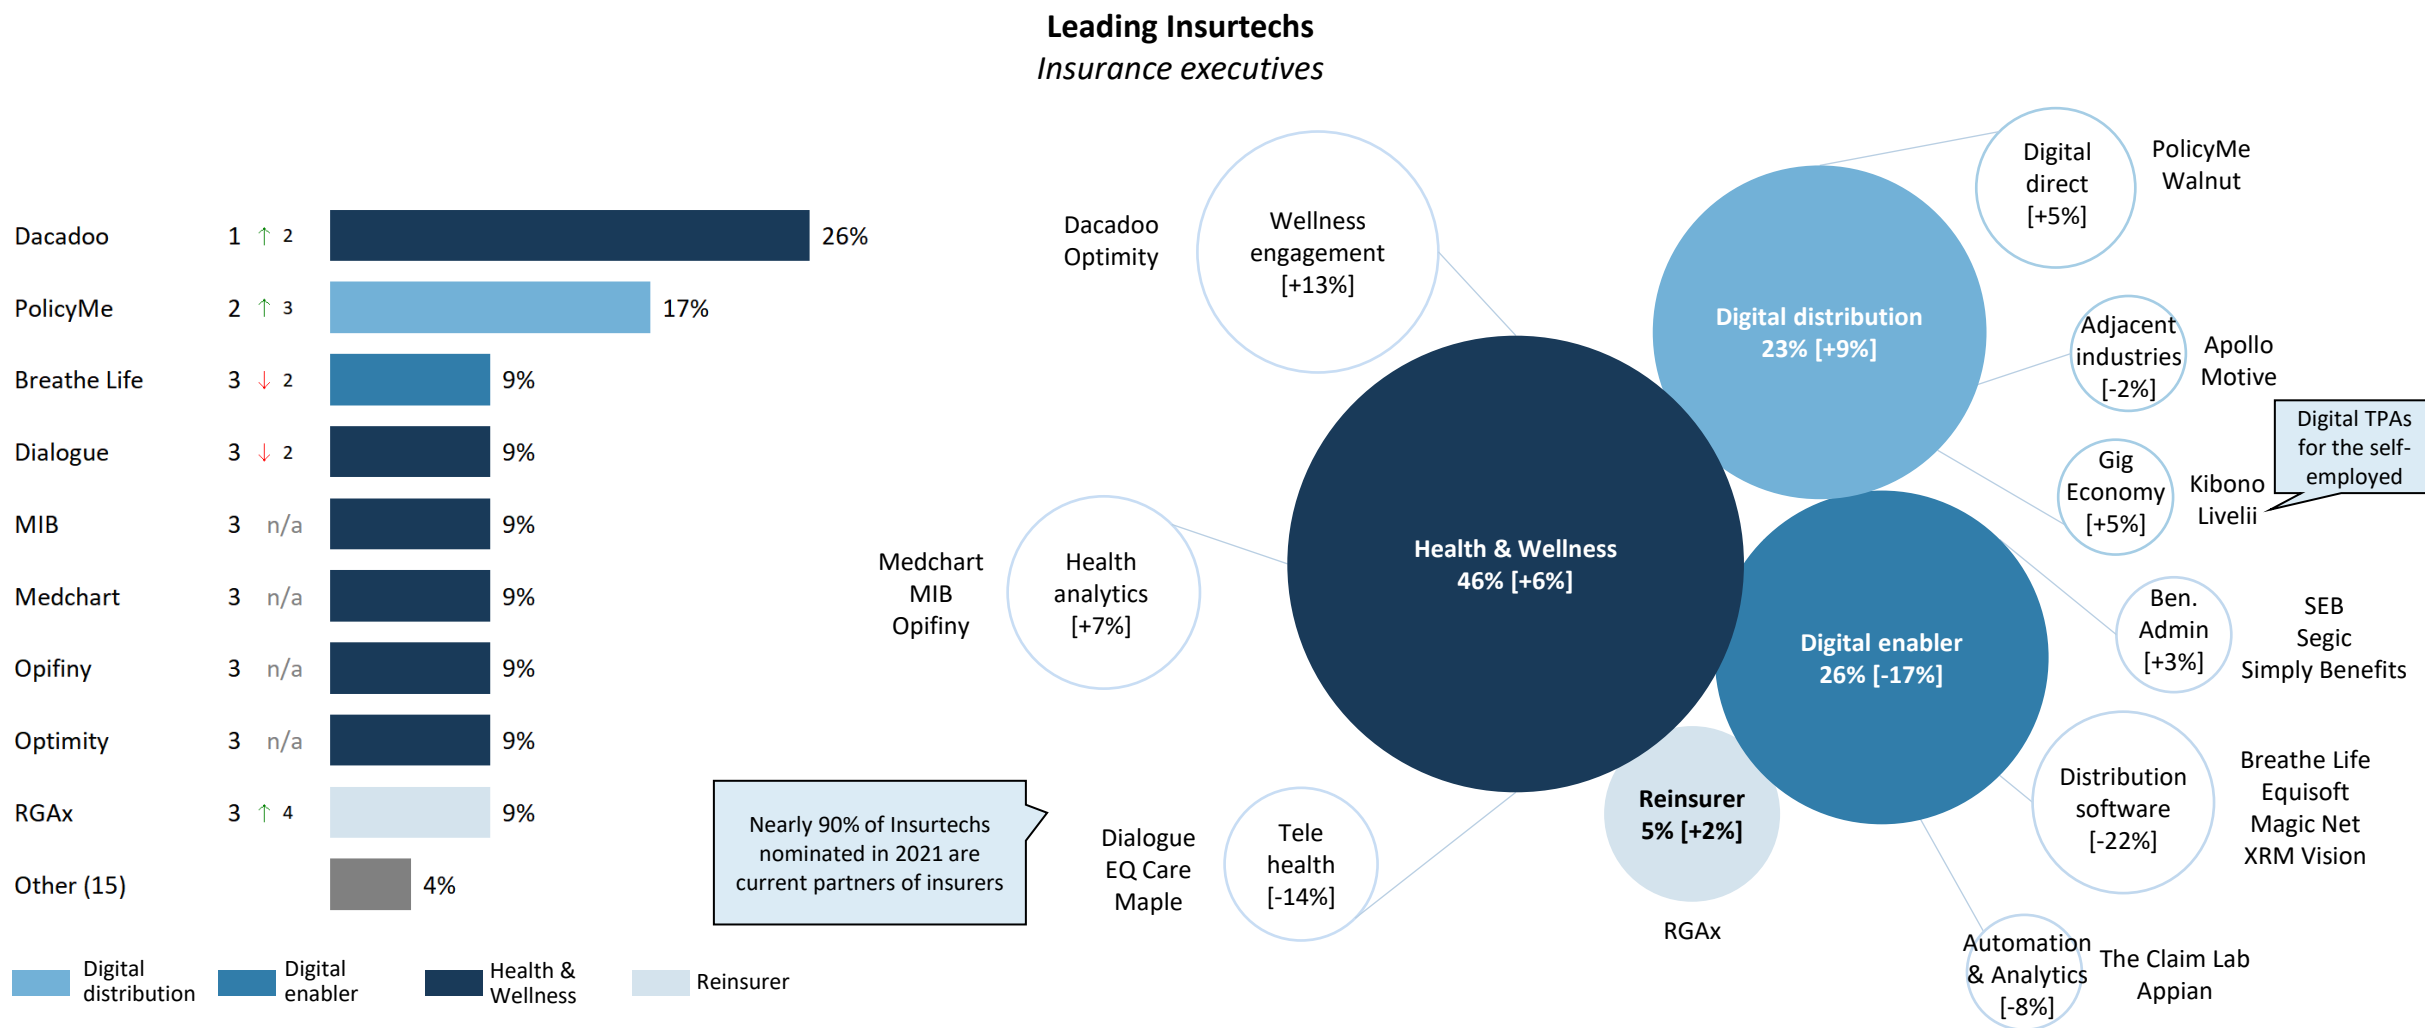 Leading Insurtechs
Insurance executives
Dacadoo 1 ↑ 2 26%
PolicyMe 2 ↑ 3 17%
Breathe Life 3 ↓ 2 9%
Dialogue 3 ↓ 2 9%
MIB 3 n/a 9%
Medchart 3 n/a 9%
Opifiny 3 n/a 9%
Optimity 3 n/a 9%
RGAx 3 ↑ 4 9%
Other (15) 4%
Digital
distribution
Digital
enabler
Health &
Wellness
Reinsurer
Nearly 90% of Insurtechs
nominated in 2021 are
current partners of insurers
Dacadoo
Optimity
Wellness
engagement
[+13%]
Medchart
MIB
Opifiny
Health
analytics
[+7%]
Dialogue
EQ Care
Maple
Tele
health
[-14%]
Health & Wellness
46% [+6%]
Digital distribution
23% [+9%]
Digital enabler
26% [-17%]
Reinsurer
5% [+2%]
RGAx
Digital
direct
[+5%]
PolicyMe
Walnut
Adjacent
industries
[-2%]
Apollo
Motive
Digital TPAs
for the self-
employed
Gig
Economy
[+5%]
Kibono
Livelii
Ben.
Admin
[+3%]
SEB
Segic
Simply Benefits
Distribution
software
[-22%]
Breathe Life
Equisoft
Magic Net
XRM Vision
Automation
& Analytics
[-8%]
The Claim Lab
Appian